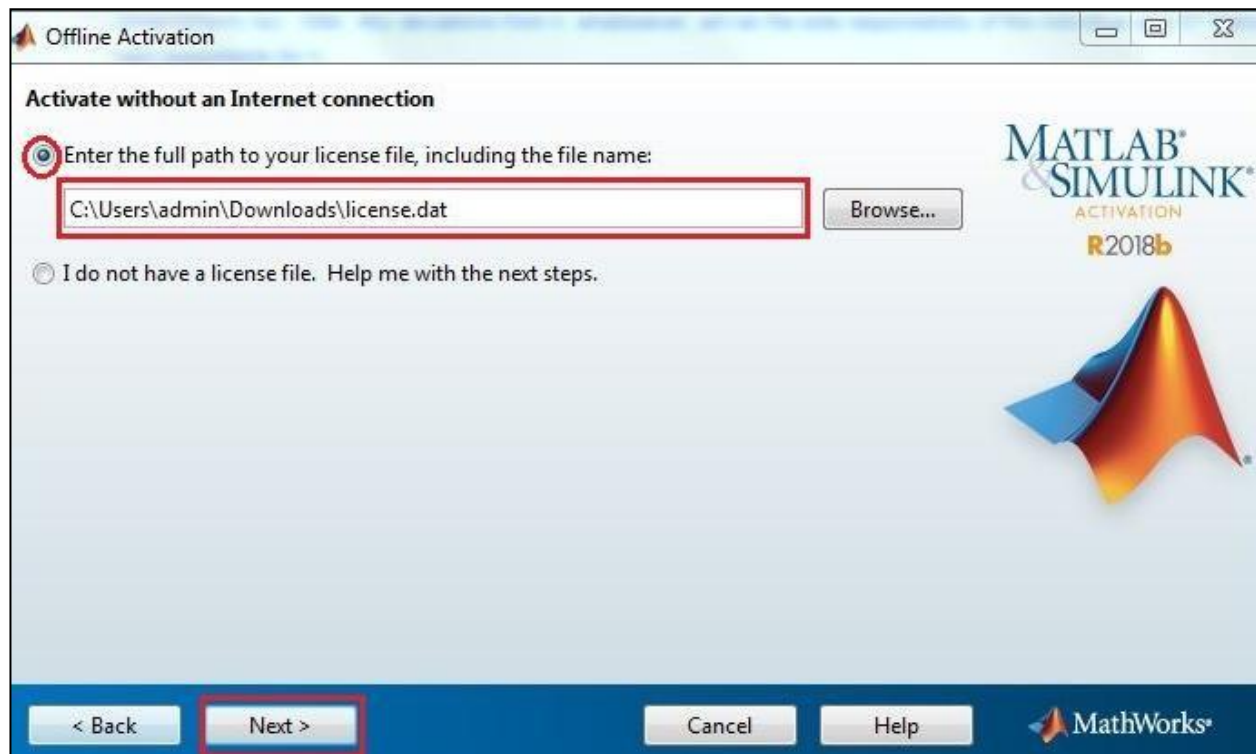 Offline Activation
Activate without an Internet connection
Enter the full path to your license file, including the file name:
C:\Users\admin\Downloads\license.dat
Browse...
I do not have a license file. Help me with the next steps.
MATLAB®
&SIMULINK®
ACTIVATION
R2018b
®
< Back
Next >
Cancel
Help
MathWorks®